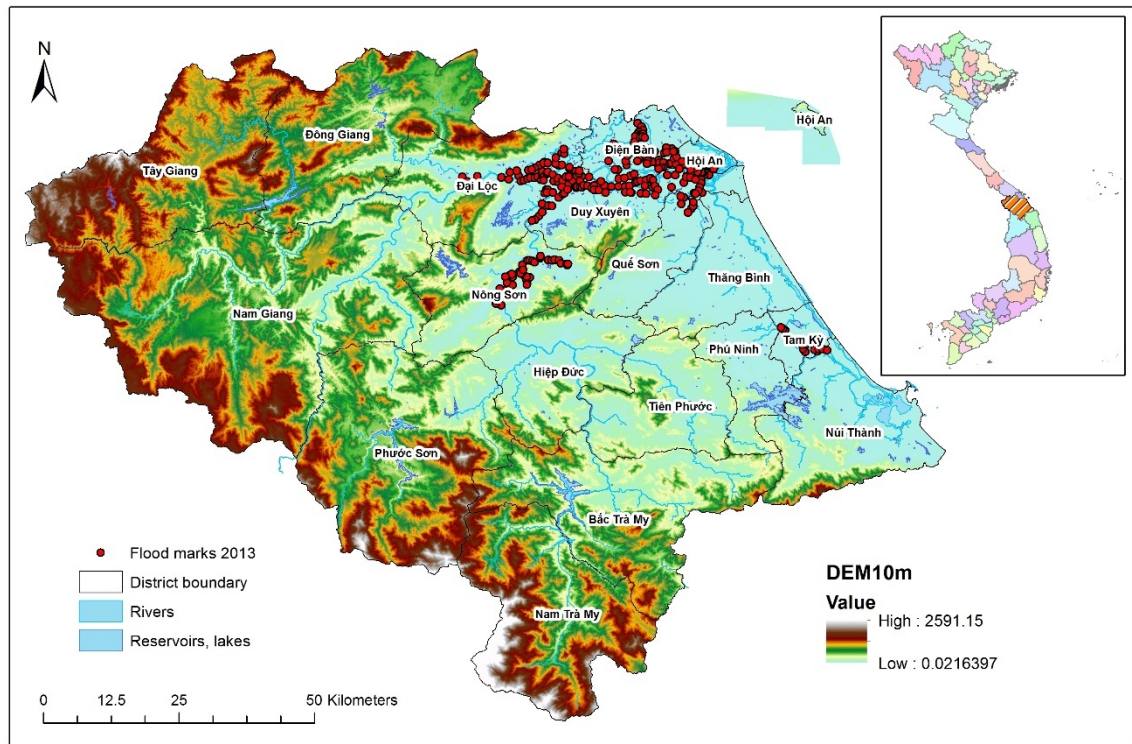 N
Hội An
Đông Giang
Điện Bàn
Hội An
Tây Giang
Đại Lộc
Duy Xuyên
Quế Sơn
Thăng Bình
Nông Sơn
Nam Giang
Phú Ninh
Tam Kỳ
Hiệp Đức
Tiên Phước
Núi Thành
Phước Sơn
Bắc Trà My
Nam Trà My
Flood marks 2013
District boundary
Rivers
Reservoirs, lakes
0 12.5 25 50 Kilometers
DEM10m
Value
High : 2591.15
Low : 0.0216397